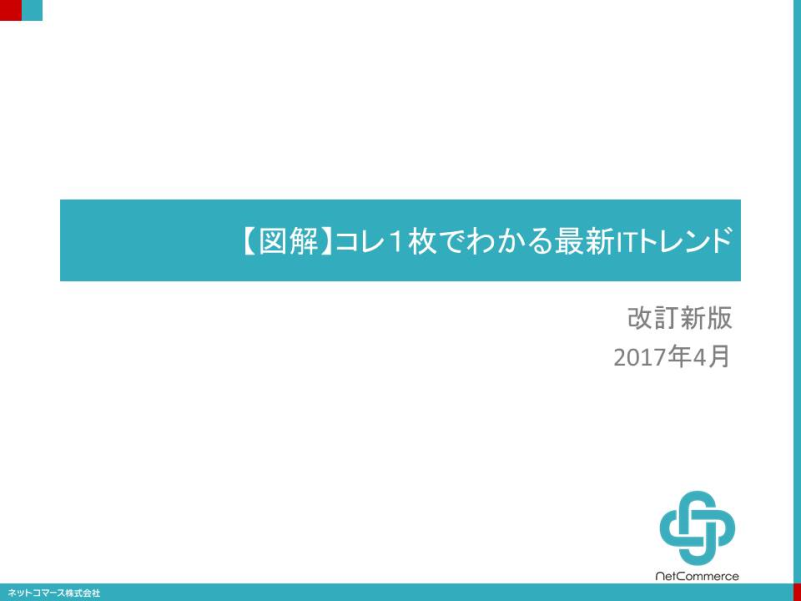 【図解】コレ１枚でわかる最新ITトレンド
改訂新版
2017年4月
NetCommerce
ネットコマース株式会社